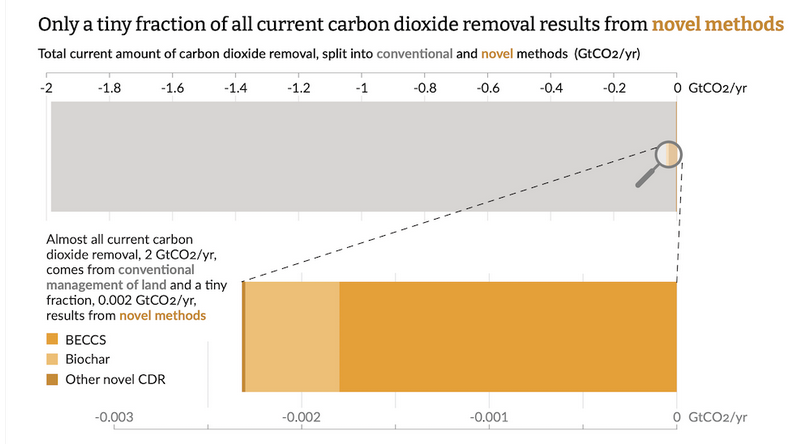 Only a tiny fraction of all current carbon dioxide removal results from novel methods
Total current amount of carbon dioxide removal, split into conventional and novel methods (GtCO2/yr)
-2 -1.8 -1.6 -1.4 -1.2 -1 -0.8 -0.6 -0.4 -0.2 0 GtCO2/yr
Almost all current carbon
dioxide removal, 2 GtCO2/yr,
comes from conventional
management of land and a tiny
fraction, 0.002 GtCO2/yr,
results from novel methods
BECCS
Biochar
Other novel CDR
-0.003 -0.002 -0.001 0 GtCO2/yr